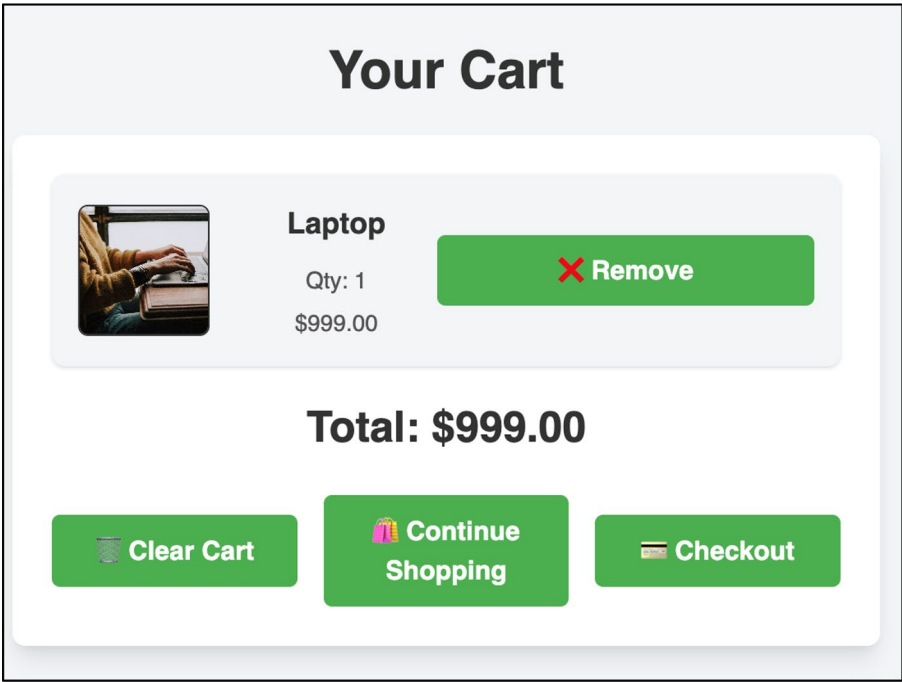 Your Cart
Laptop
Qty: 1
$999.00
❌ Remove
Total: $999.00
🗑️ Clear Cart
🛍️ Continue
Shopping
💳 Checkout